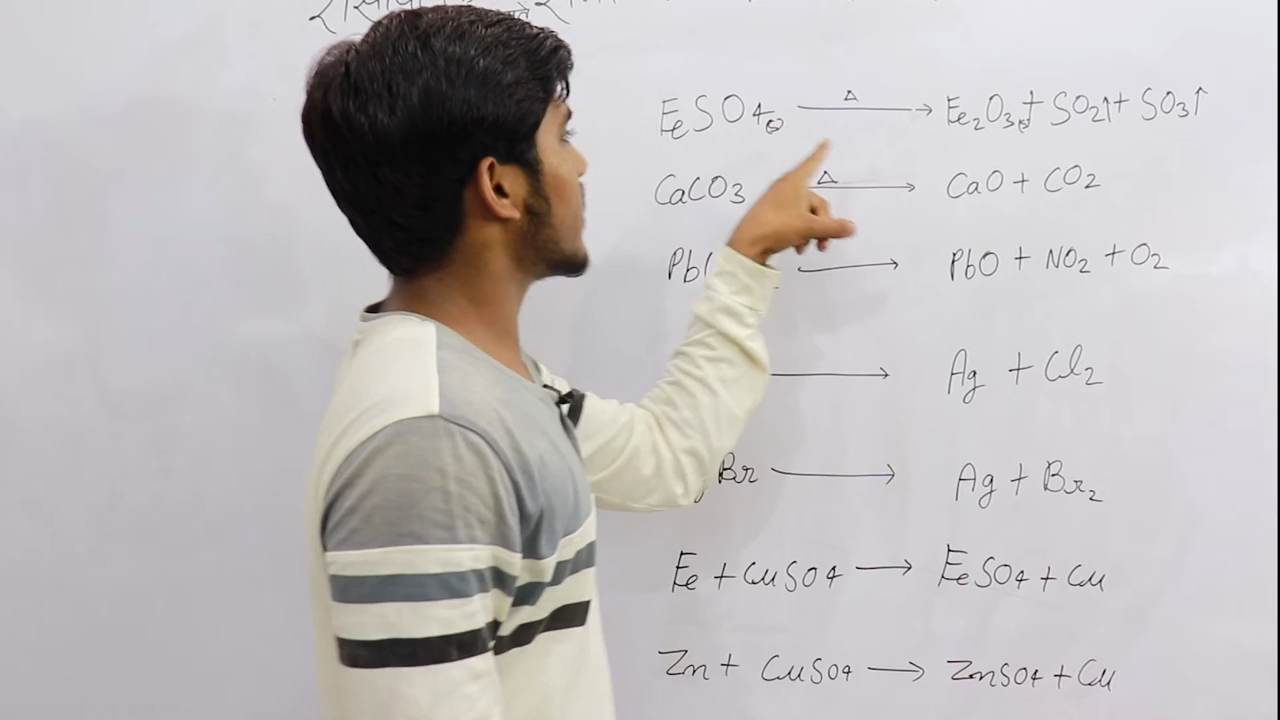 FeSO4(s) —Δ→ Fe2O3(s) + SO2↑ + SO3↑
CaCO3 —Δ→ CaO + CO2
Pb( → PbO + NO2 + O2
→ Ag + Cl2
Br → Ag + Br2
Fe + CuSO4 → FeSO4 + Cu
Zn + CuSO4 → ZnSO4 + Cu